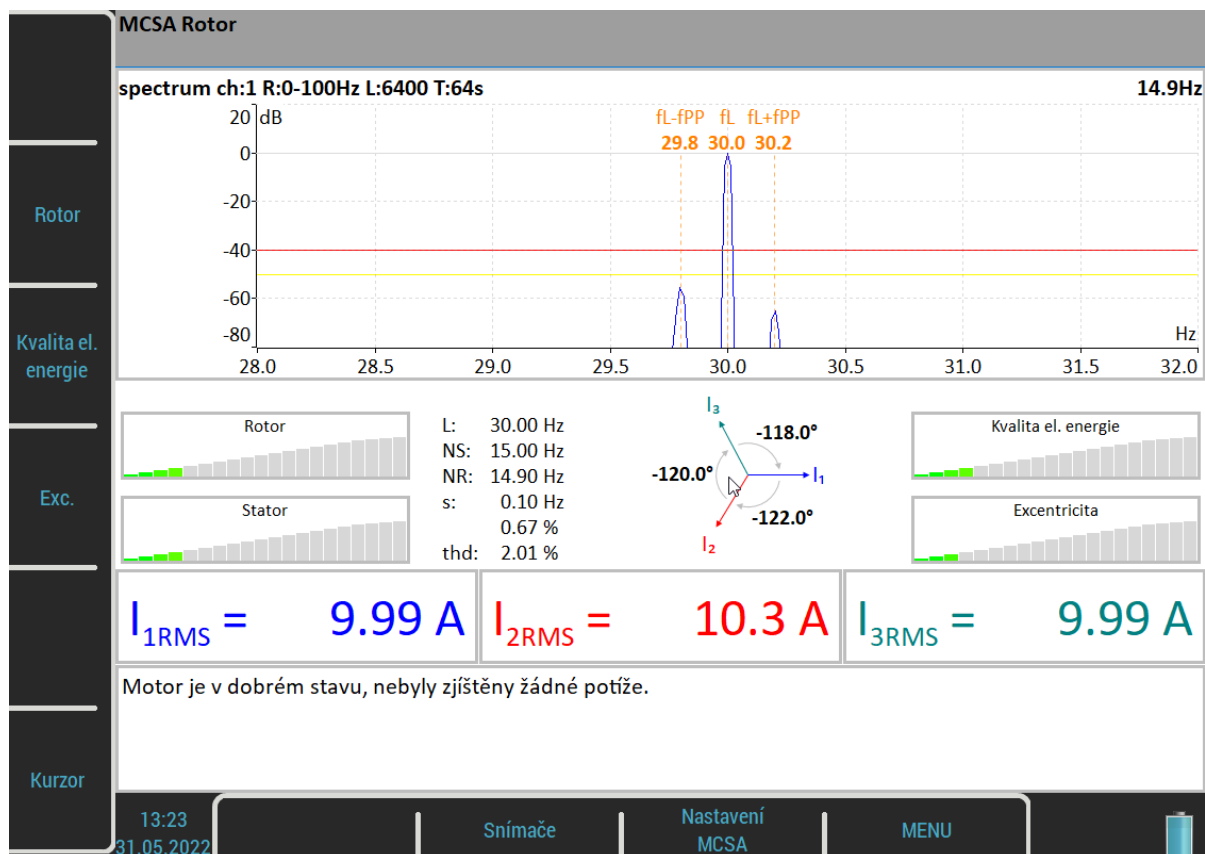 MCSA Rotor
spectrum ch:1 R:0-100Hz L:6400 T:64s 14.9Hz
20 dB
fL-fPP fL fL+fPP
29.8 30.0 30.2
0
-20
-40
-60
-80
Hz
28.0 28.5 29.0 29.5 30.0 30.5 31.0 31.5 32.0
Rotor
Kvalita el.
energie
Exc.
Kurzor
Rotor
Stator
L: 30.00 Hz
NS: 15.00 Hz
NR: 14.90 Hz
s: 0.10 Hz
0.67 %
thd: 2.01 %
I₃
-118.0°
-120.0°
I₁
-122.0°
I₂
Kvalita el. energie
Excentricita
I1RMS = 9.99 A
I2RMS = 10.3 A
I3RMS = 9.99 A
Motor je v dobrém stavu, nebyly zjíštěny žádné potíže.
13:23
31.05.2022
Snímače
Nastavení
MCSA
MENU